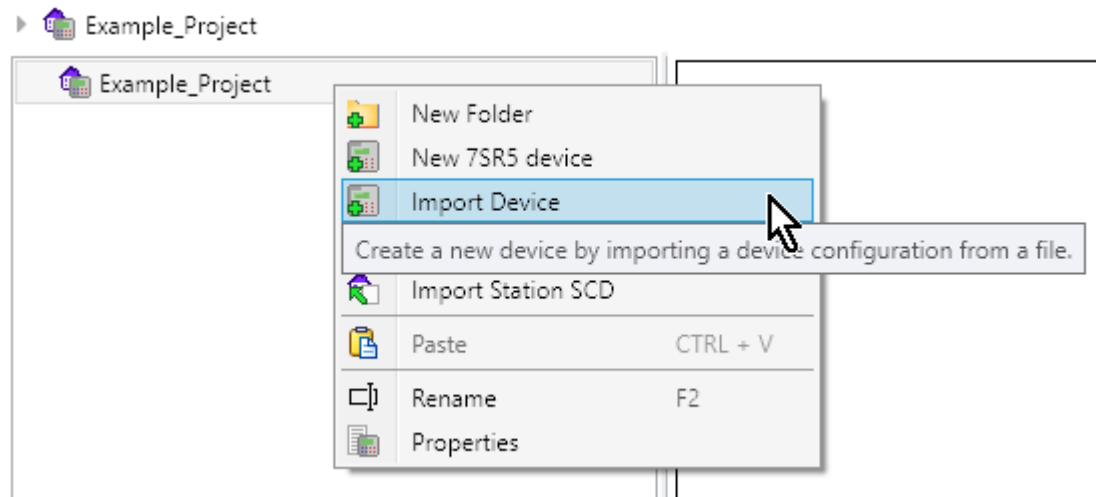 Example_Project
Example_Project
New Folder
New 7SR5 device
Import Device
Create a new device by importing a device configuration from a file.
Import Station SCD
Paste CTRL + V
Rename F2
Properties